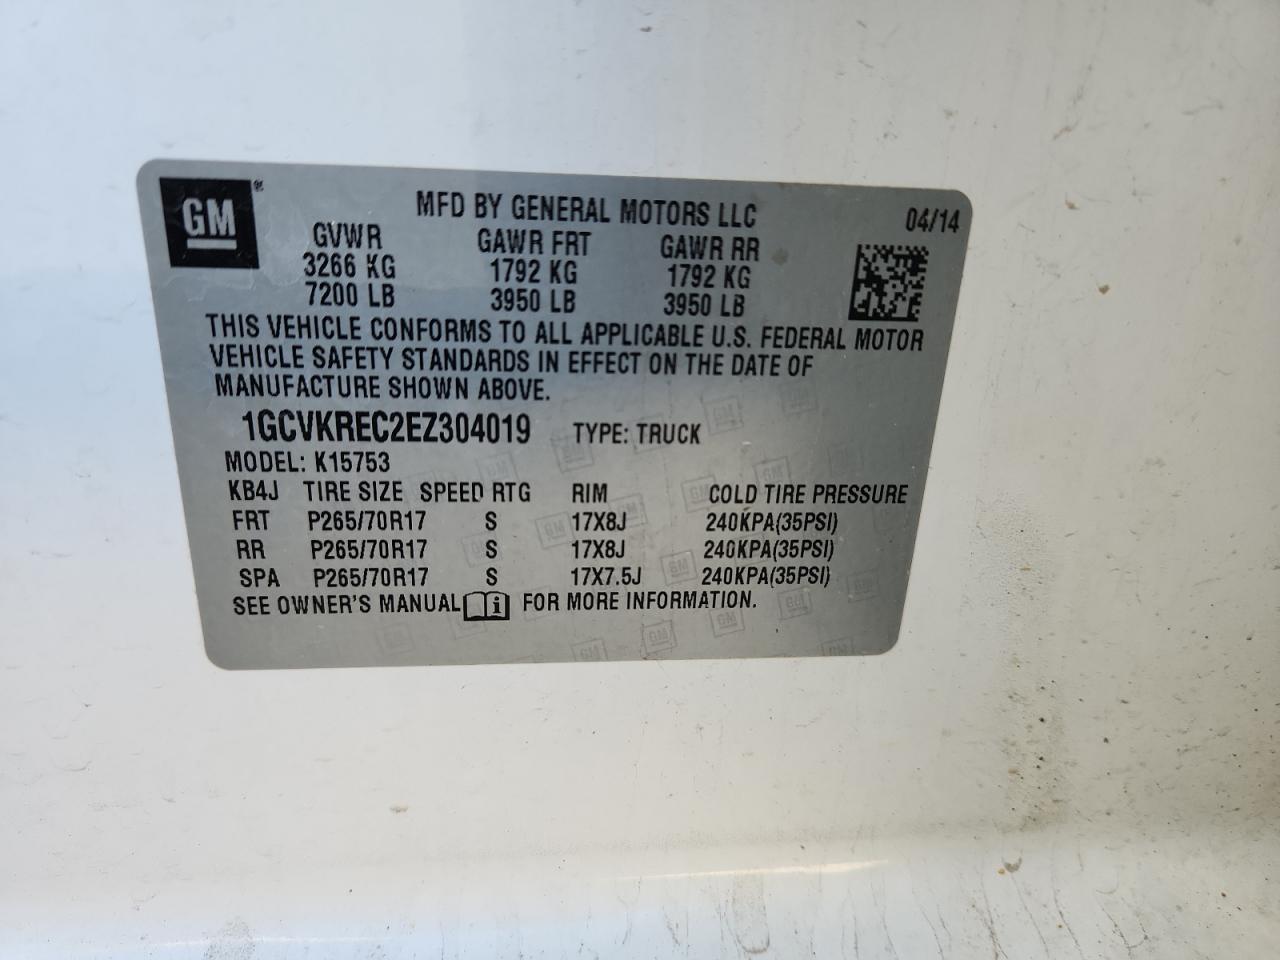 GM®
MFD BY GENERAL MOTORS LLC 04/14
GVWR GAWR FRT GAWR RR
3266 KG 1792 KG 1792 KG
7200 LB 3950 LB 3950 LB
THIS VEHICLE CONFORMS TO ALL APPLICABLE U.S. FEDERAL MOTOR
VEHICLE SAFETY STANDARDS IN EFFECT ON THE DATE OF
MANUFACTURE SHOWN ABOVE.
1GCVKREC2EZ304019 TYPE: TRUCK
MODEL: K15753
KB4J TIRE SIZE SPEED RTG RIM COLD TIRE PRESSURE
FRT P265/70R17 S 17X8J 240KPA(35PSI)
RR P265/70R17 S 17X8J 240KPA(35PSI)
SPA P265/70R17 S 17X7.5J 240KPA(35PSI)
SEE OWNER'S MANUAL i FOR MORE INFORMATION.